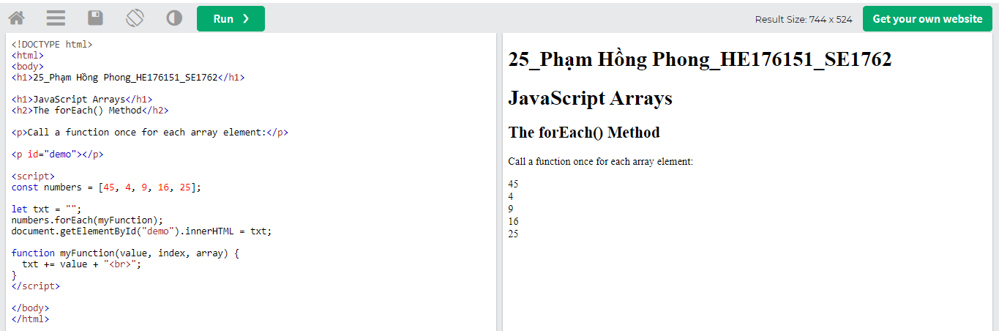 Run ❯
Result Size: 744 x 524
Get your own website
<!DOCTYPE html>
<html>
<body>
<h1>25_Phạm Hồng Phong_HE176151_SE1762</h1>
<h1>JavaScript Arrays</h1>
<h2>The forEach() Method</h2>
<p>Call a function once for each array element:</p>
<p id="demo"></p>
<script>
const numbers = [45, 4, 9, 16, 25];
let txt = "";
numbers.forEach(myFunction);
document.getElementById("demo").innerHTML = txt;
function myFunction(value, index, array) {
  txt += value + "<br>";
}
</script>
</body>
</html>
25_Phạm Hồng Phong_HE176151_SE1762
JavaScript Arrays
The forEach() Method
Call a function once for each array element:
45
4
9
16
25